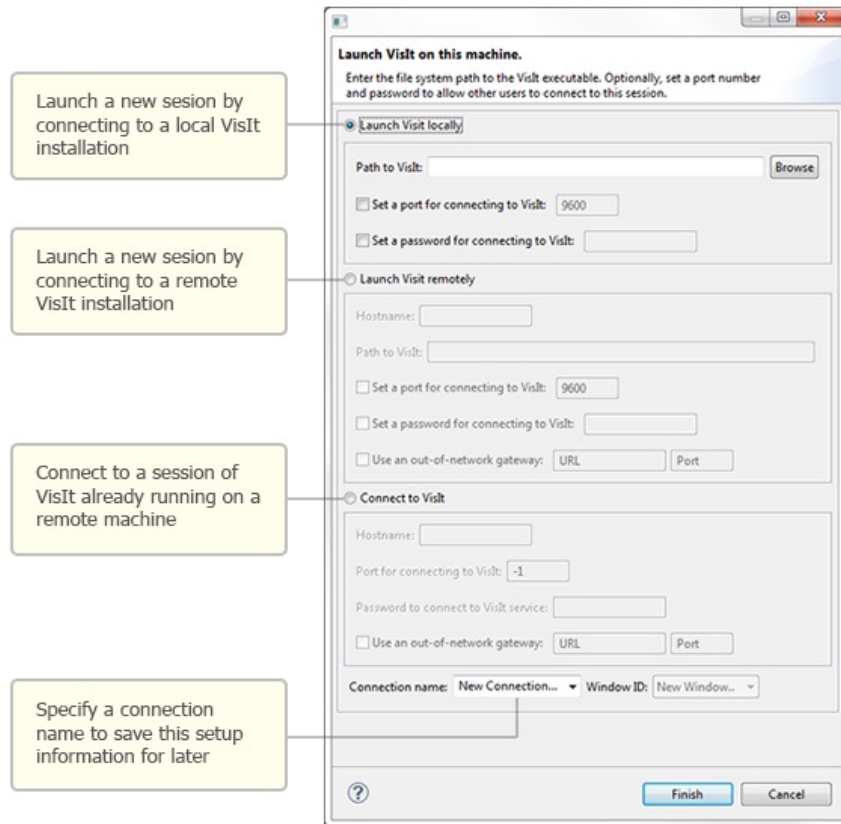 Launch VisIt on this machine.
Enter the file system path to the VisIt executable. Optionally, set a port number
and password to allow other users to connect to this session.
Launch a new sesion by
connecting to a local VisIt
installation
Launch Visit locally
Path to VisIt:
Browse
Set a port for connecting to VisIt: 9600
Set a password for connecting to VisIt:
Launch a new sesion by
connecting to a remote
VisIt installation
Launch Visit remotely
Hostname:
Path to VisIt:
Set a port for connecting to VisIt: 9600
Set a password for connecting to VisIt:
Use an out-of-network gateway: URL Port
Connect to a session of
VisIt already running on a
remote machine
Connect to VisIt
Hostname:
Port for connecting to VisIt: -1
Password to connect to VisIt service:
Use an out-of-network gateway: URL Port
Connection name: New Connection... Window ID: New Window...
Specify a connection
name to save this setup
information for later
? Finish Cancel